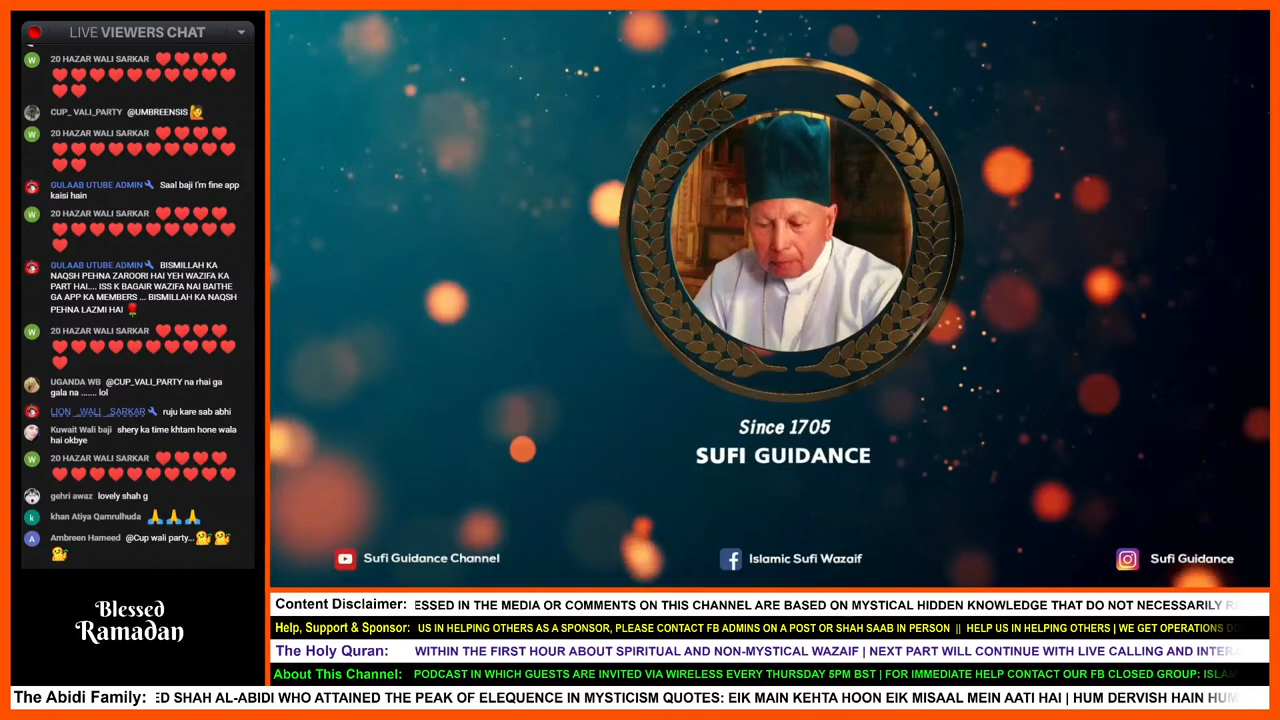 LIVE VIEWERS CHAT
20 HAZAR WALI SARKAR
CUP_ VALI_PARTY @UMBREENSIS
20 HAZAR WALI SARKAR
GULAAB UTUBE ADMIN Saal baji I'm fine app
kaisi hain
20 HAZAR WALI SARKAR
GULAAB UTUBE ADMIN BISMILLAH KA
NAQSH PEHNA ZAROORI HAI YEH WAZIFA KA
PART HAI.... ISS K BAGAIR WAZIFA NAI BAITHE
GA APP KA MEMBERS ... BISMILLAH KA NAQSH
PEHNA LAZMI HAI
20 HAZAR WALI SARKAR
UGANDA WB @CUP_VALI_PARTY na rhai ga
gala na ....... lol
LION _WALI _SARKAR ruju kare sab abhi
Kuwait Wali baji shery ka time khtam hone wala
hai okbye
20 HAZAR WALI SARKAR
gehri awaz lovely shah g
khan Atiya Qamrulhuda
Ambreen Hameed @Cup wali party...
Blessed
Ramadan
Since 1705
SUFI GUIDANCE
Sufi Guidance Channel
Islamic Sufi Wazaif
Sufi Guidance
Content Disclaimer: ESSED IN THE MEDIA OR COMMENTS ON THIS CHANNEL ARE BASED ON MYSTICAL HIDDEN KNOWLEDGE THAT DO NOT NECESSARILY
Help, Support & Sponsor: US IN HELPING OTHERS AS A SPONSOR, PLEASE CONTACT FB ADMINS ON A POST OR SHAH SAAB IN PERSON || HELP US IN HELPING OTHERS | WE GET OPERATIONS
The Holy Quran: WITHIN THE FIRST HOUR ABOUT SPIRITUAL AND NON-MYSTICAL WAZAIF | NEXT PART WILL CONTINUE WITH LIVE CALLING AND INTERA
About This Channel: PODCAST IN WHICH GUESTS ARE INVITED VIA WIRELESS EVERY THURSDAY 5PM BST | FOR IMMEDIATE HELP CONTACT OUR FB CLOSED GROUP: ISLA
The Abidi Family: ED SHAH AL-ABIDI WHO ATTAINED THE PEAK OF ELEQUENCE IN MYSTICISM QUOTES: EIK MAIN KEHTA HOON EIK MISAAL MEIN AATI HAI | HUM DERVISH HAIN HUM